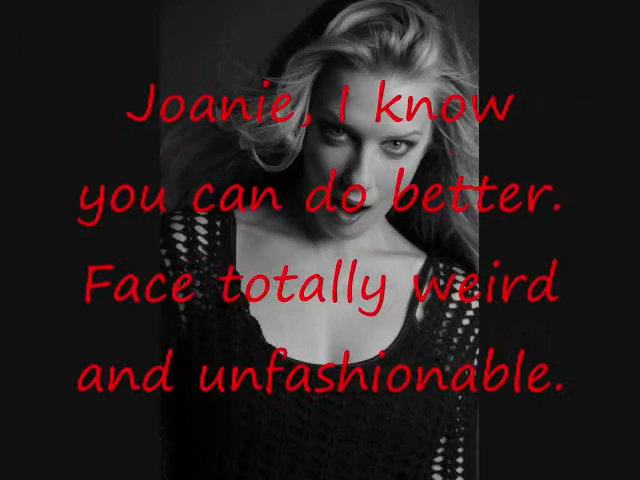 Joanie, I know
you can do better.
Face totally weird
and unfashionable.